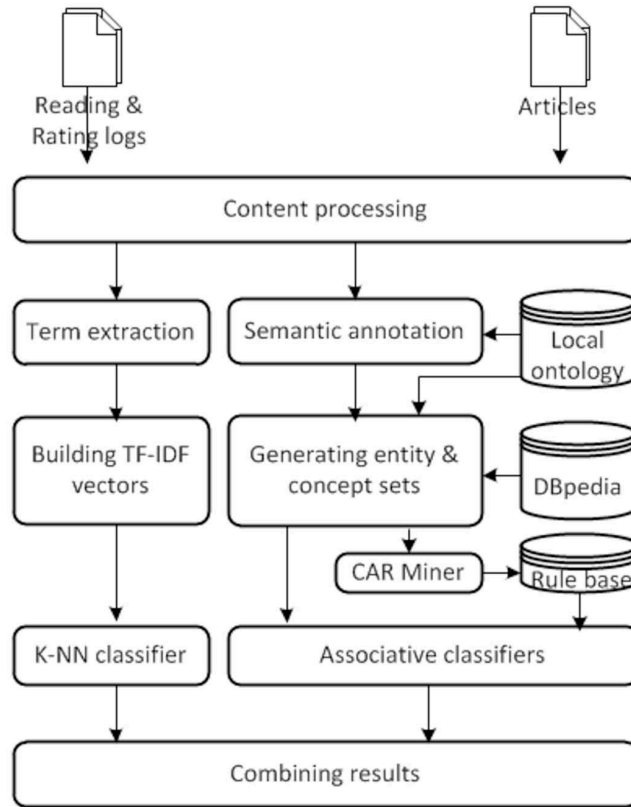 Reading &
Rating logs
Articles
Content processing
Term extraction
Semantic annotation
Local
ontology
Building TF-IDF
vectors
Generating entity &
concept sets
DBpedia
CAR Miner
Rule base
K-NN classifier
Associative classifiers
Combining results